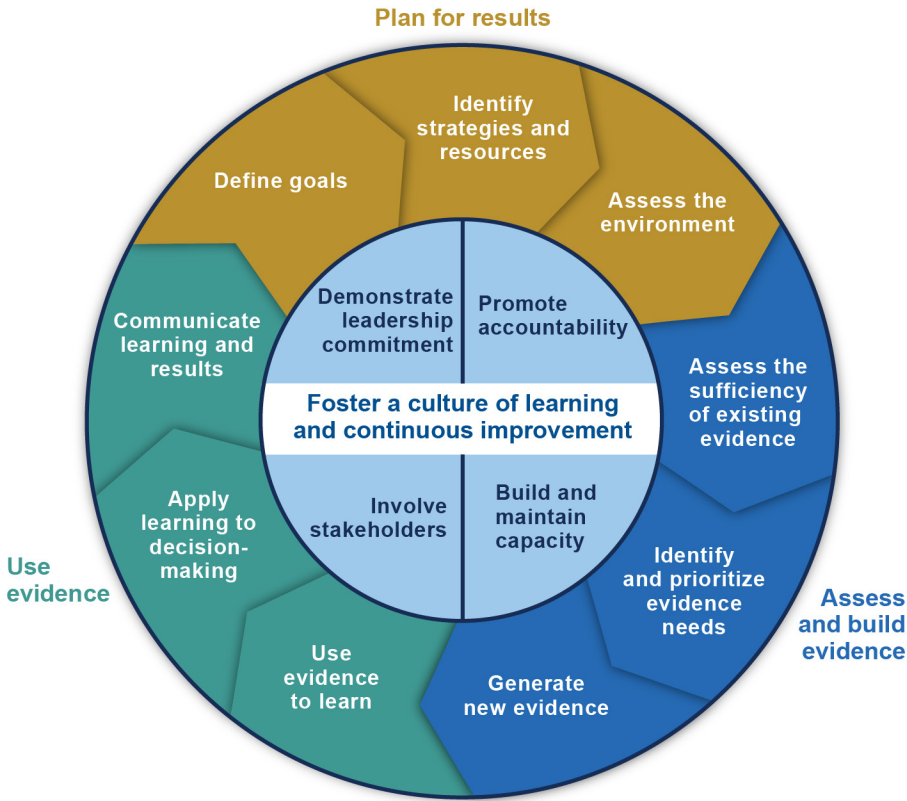 Plan for results
Define goals
Identify
strategies and
resources
Assess the
environment
Assess the
sufficiency
of existing
evidence
Identify
and prioritize
evidence
needs
Generate
new evidence
Assess
and build
evidence
Use
evidence
to learn
Apply
learning to
decision-
making
Communicate
learning and
results
Use
evidence
Demonstrate
leadership
commitment
Promote
accountability
Foster a culture of learning
and continuous improvement
Involve
stakeholders
Build and
maintain
capacity